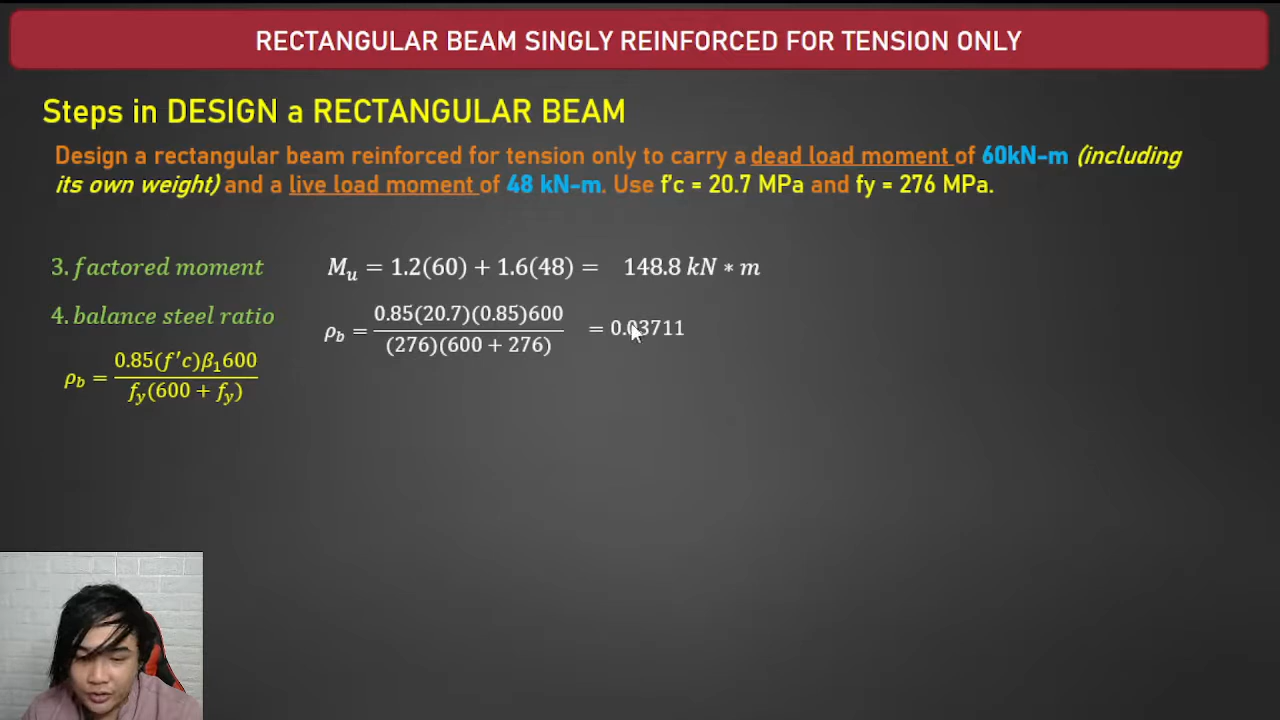 RECTANGULAR BEAM SINGLY REINFORCED FOR TENSION ONLY
Steps in DESIGN a RECTANGULAR BEAM
Design a rectangular beam reinforced for tension only to carry a dead load moment of 60kN-m (including
its own weight) and a live load moment of 48 kN-m. Use f'c = 20.7 MPa and fy = 276 MPa.
3. factored moment M_u = 1.2(60) + 1.6(48) = 148.8 kN * m
4. balance steel ratio ρ_b = 0.85(20.7)(0.85)600 / (276)(600 + 276) = 0.03711
ρ_b = 0.85(f'c)β_1 600 / f_y(600 + f_y)